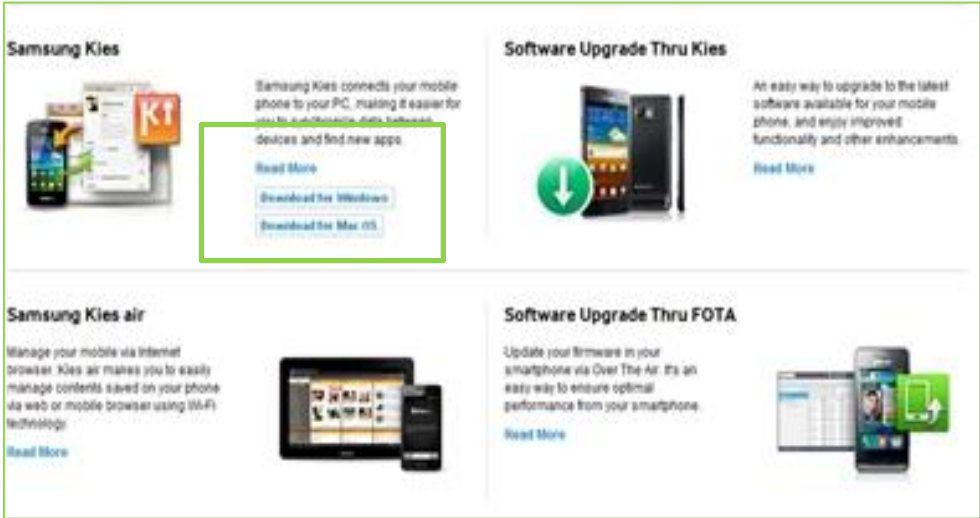 Samsung Kies
Samsung Kies connects your mobile
phone to your PC, making it easier for
you to synchronize data between
devices and find new apps.
Read More
Download for Windows
Download for Mac OS
Software Upgrade Thru Kies
An easy way to upgrade to the latest
software available for your mobile
phone, and enjoy improved
functionality and other enhancements.
Read More
Samsung Kies air
Manage your mobile via Internet
browser. Kies air makes you to easily
manage contents saved on your phone
via web or mobile browser using Wi-Fi
technology.
Read More
Software Upgrade Thru FOTA
Update your firmware in your
smartphone via Over The Air. It's an
easy way to ensure optimal
performance from your smartphone.
Read More